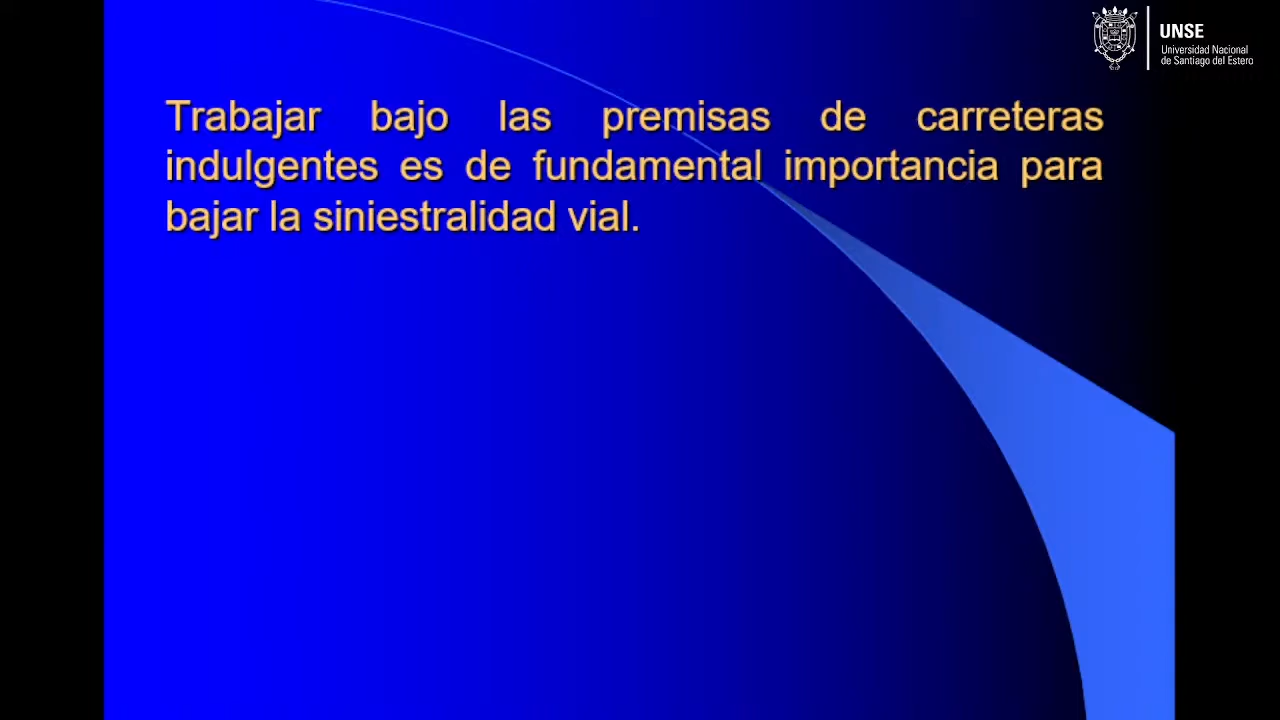 UNSE
Universidad Nacional
de Santiago del Estero
Trabajar bajo las premisas de carreteras
indulgentes es de fundamental importancia para
bajar la siniestralidad vial.